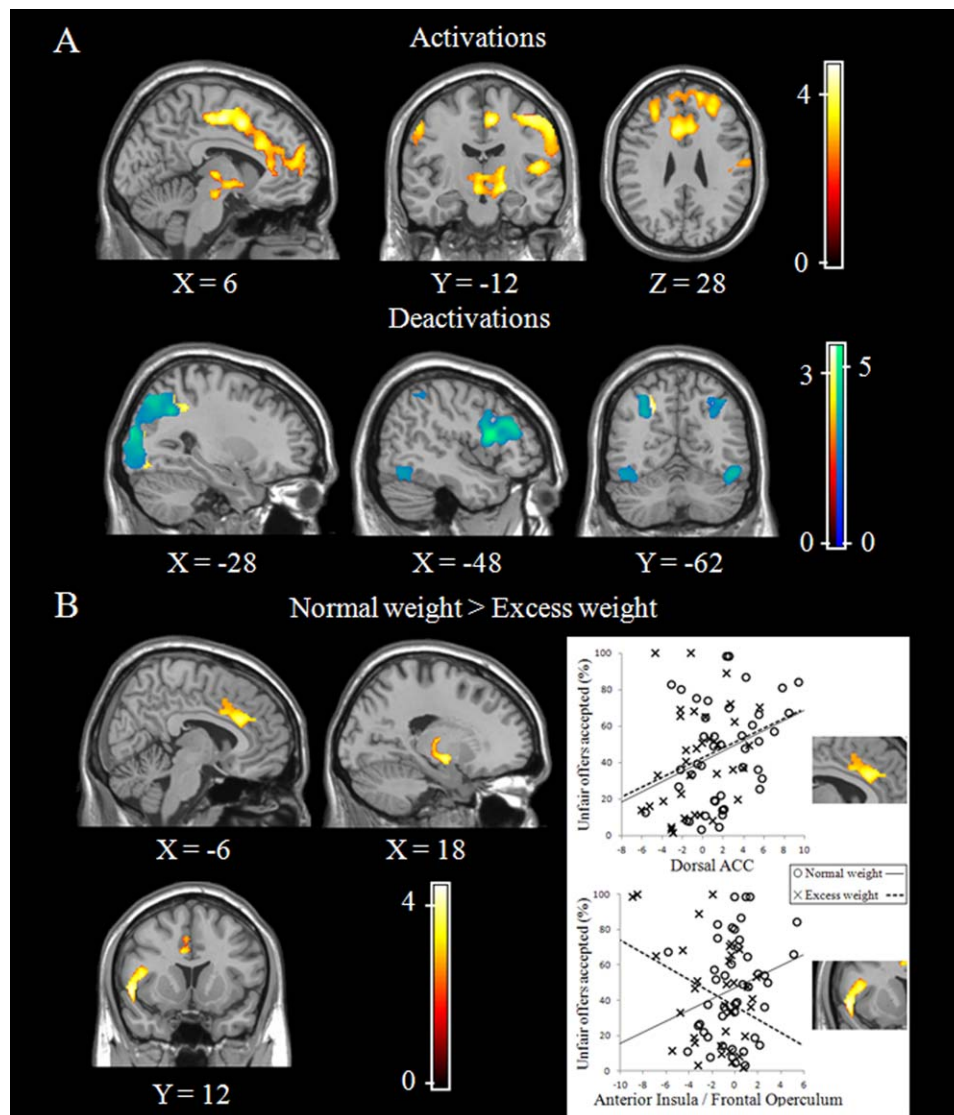 A
Activations
4
0
X = 6
Y = -12
Z = 28
Deactivations
3
5
0
0
X = -28
X = -48
Y = -62
B
Normal weight > Excess weight
X = -6
X = 18
4
0
Y = 12
Unfair offers accepted (%)
100
80
60
40
20
0
-8 -6 -4 -2 0 2 4 6 8 10
Dorsal ACC
Normal weight
Excess weight
Unfair offers accepted (%)
100
80
60
40
20
0
-10 -8 -6 -4 -2 0 2 4 6
Anterior Insula / Frontal Operculum